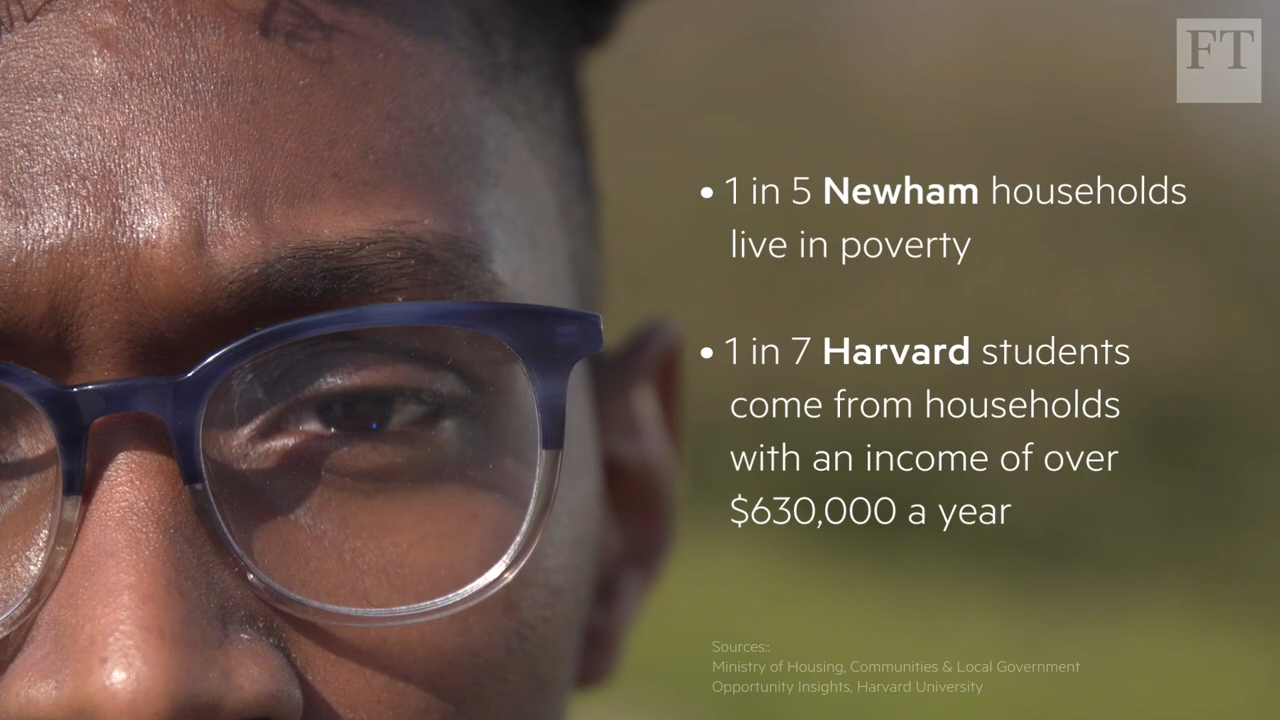 FT
• 1 in 5 Newham households
live in poverty
• 1 in 7 Harvard students
come from households
with an income of over
$630,000 a year
Sources::
Ministry of Housing, Communities & Local Government
Opportunity Insights, Harvard University